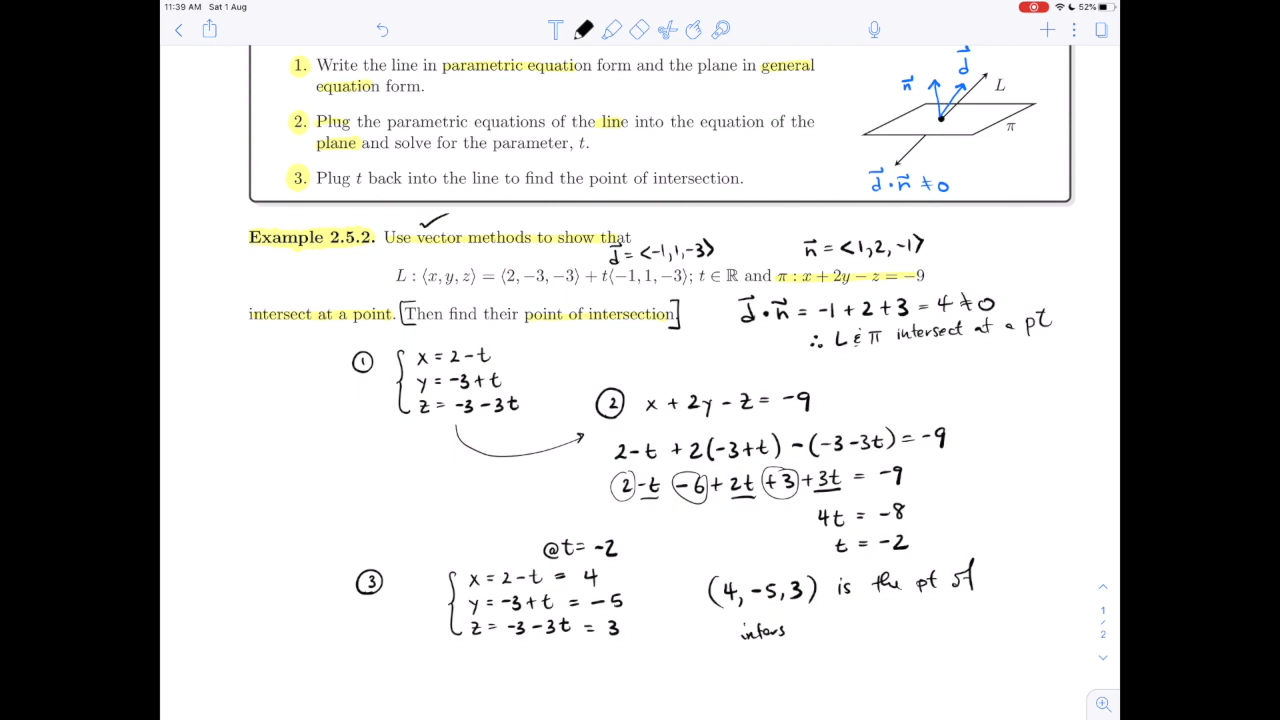 11:39 AM Sat 1 Aug
52%
1. Write the line in parametric equation form and the plane in general
equation form.
2. Plug the parametric equations of the line into the equation of the
plane and solve for the parameter, t.
3. Plug t back into the line to find the point of intersection.
n⃗
d⃗
L
π
d⃗ · n⃗ ≠ 0
Example 2.5.2. Use vector methods to show that
d⃗ = <-1, 1, -3>
n⃗ = <1, 2, -1>
L : ⟨x, y, z⟩ = ⟨2, −3, −3⟩ + t⟨−1, 1, −3⟩; t ∈ ℝ and π : x + 2y − z = −9
intersect at a point. [Then find their point of intersection.]
d⃗ · n⃗ = -1 + 2 + 3 = 4 ≠ 0
∴ L & π intersect at a pt
①
x = 2 - t
y = -3 + t
z = -3 - 3t
② x + 2y - z = -9
2 - t + 2(-3+t) - (-3-3t) = -9
2 - t - 6 + 2t + 3 + 3t = -9
4t = -8
t = -2
@t = -2
③
x = 2 - t = 4
y = -3 + t = -5
z = -3 - 3t = 3
(4, -5, 3) is the pt of
inters
1
/
2